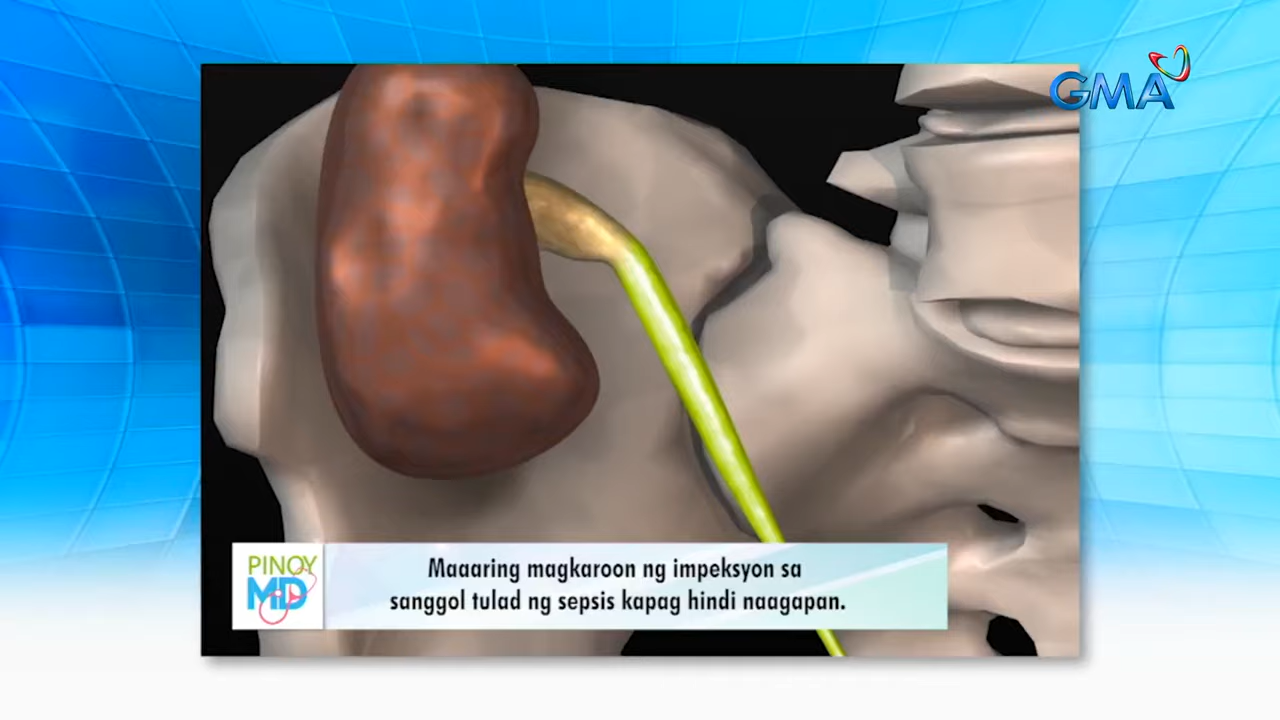 GMA
PINOY
MD
Maaaring magkaroon ng impeksyon sa
sanggol tulad ng sepsis kapag hindi naagapan.